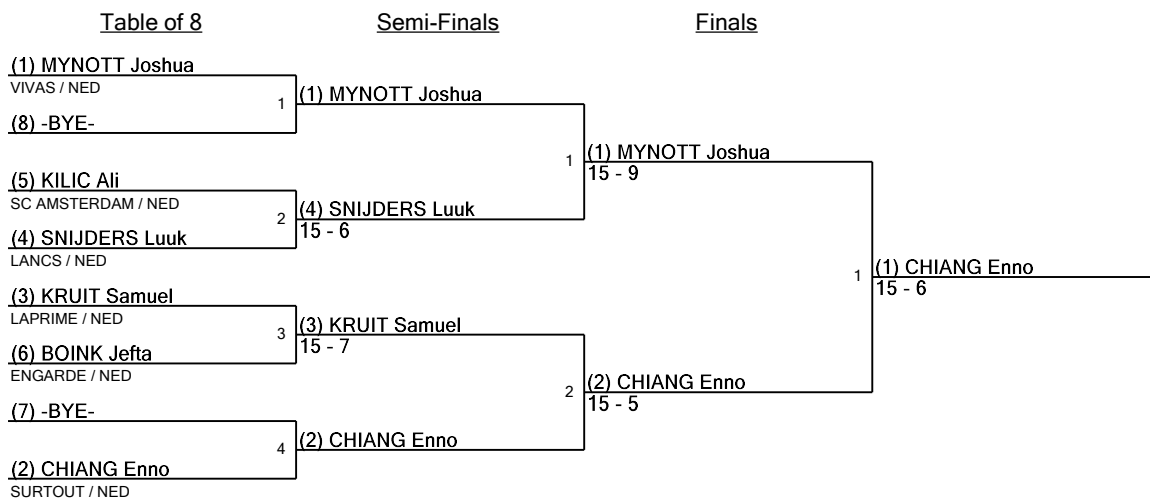 Table of 8
Semi-Finals
Finals
(1) MYNOTT Joshua
VIVAS / NED
1
(8) -BYE-
(1) MYNOTT Joshua
(5) KILIC Ali
SC AMSTERDAM / NED
2
(4) SNIJDERS Luuk
LANCS / NED
(4) SNIJDERS Luuk
15 - 6
1
(1) MYNOTT Joshua
15 - 9
(3) KRUIT Samuel
LAPRIME / NED
3
(6) BOINK Jefta
ENGARDE / NED
(3) KRUIT Samuel
15 - 7
(7) -BYE-
4
(2) CHIANG Enno
SURTOUT / NED
(2) CHIANG Enno
2
(2) CHIANG Enno
15 - 5
1
(1) CHIANG Enno
15 - 6